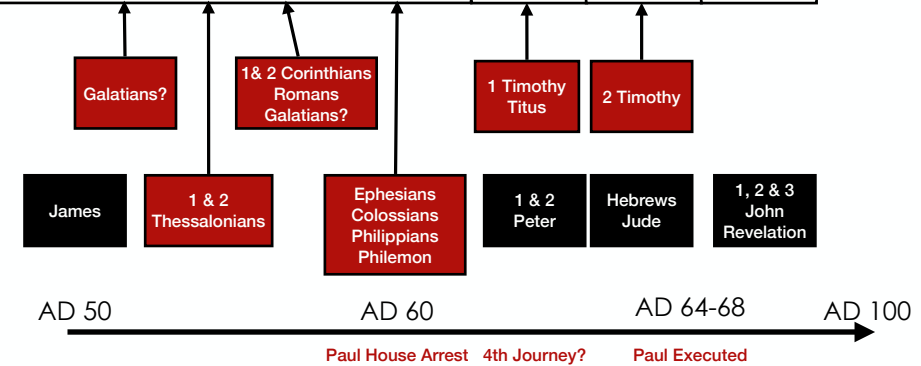 Galatians?
1& 2 Corinthians
Romans
Galatians?
1 Timothy
Titus
2 Timothy
James
1 & 2
Thessalonians
Ephesians
Colossians
Philippians
Philemon
1 & 2
Peter
Hebrews
Jude
1, 2 & 3
John
Revelation
AD 50
AD 60
AD 64-68
AD 100
Paul House Arrest
4th Journey?
Paul Executed